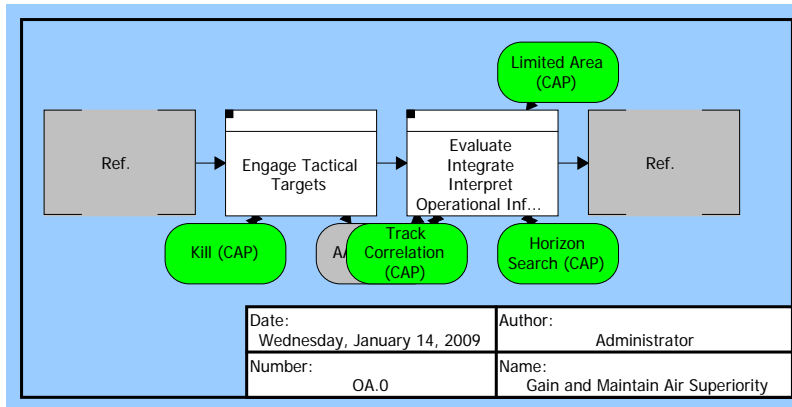 Limited Area
(CAP)
Ref.
Engage Tactical
Targets
Evaluate
Integrate
Interpret
Operational Inf...
Ref.
Kill (CAP)
Track
Correlation
(CAP)
Horizon
Search (CAP)
Date:
Wednesday, January 14, 2009
Author:
Administrator
Number:
OA.0
Name:
Gain and Maintain Air Superiority